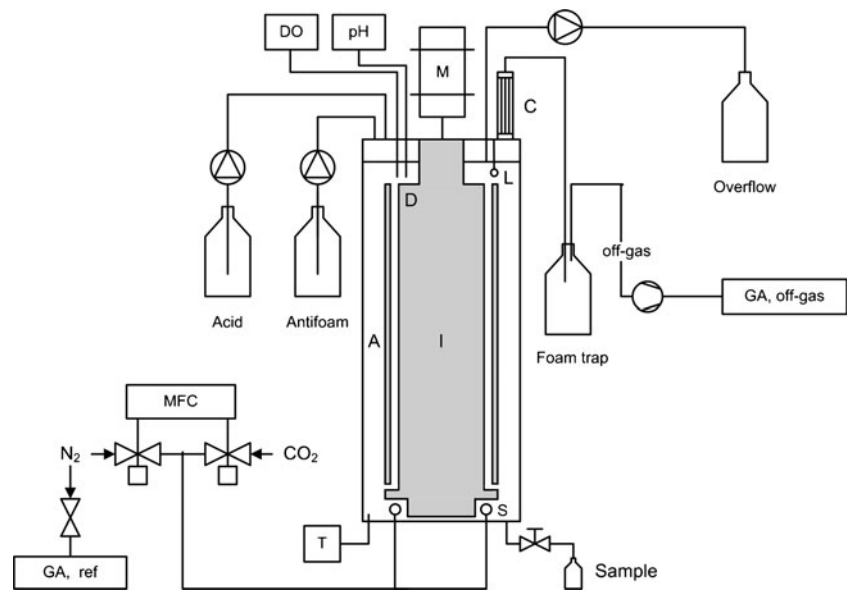 DO
pH
M
C
L
D
Overflow
off-gas
GA, off-gas
Acid
Antifoam
A
I
Foam trap
MFC
N₂
CO₂
S
T
GA, ref
Sample